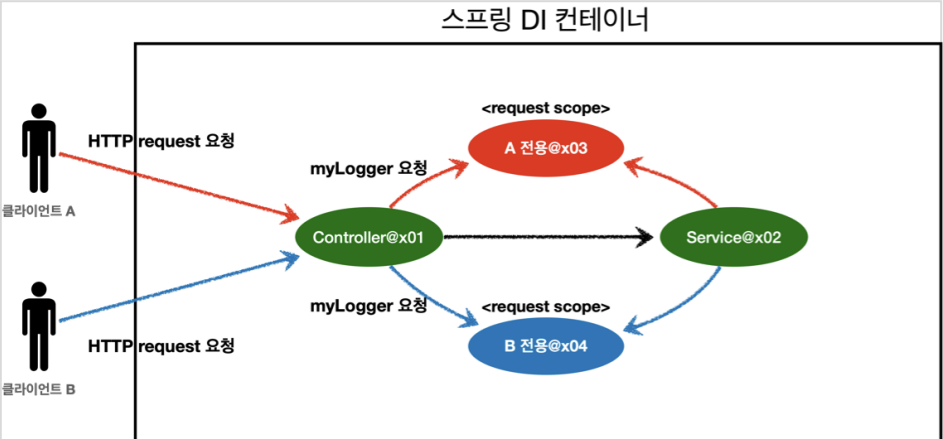 스프링 DI 컨테이너
<request scope>
HTTP request 요청
A 전용@x03
myLogger 요청
클라이언트 A
Controller@x01
Service@x02
myLogger 요청
<request scope>
HTTP request 요청
B 전용@x04
클라이언트 B